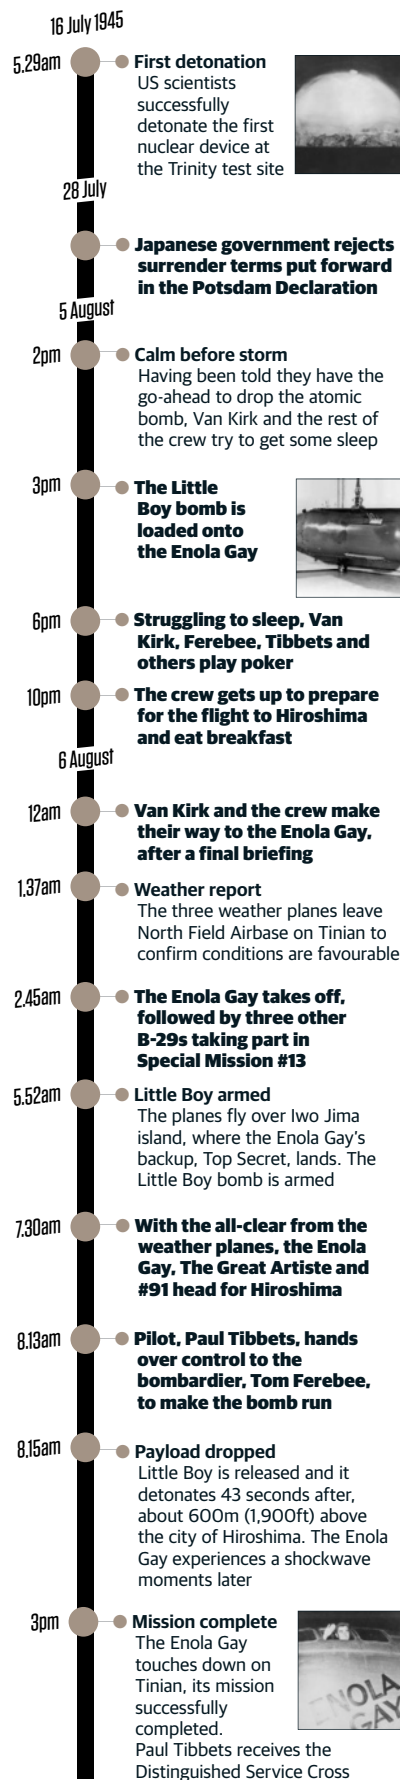 16 July 1945
5.29am
First detonation
US scientists
successfully
detonate the first
nuclear device at
the Trinity test site
28 July
Japanese government rejects
surrender terms put forward
in the Potsdam Declaration
5 August
2pm
Calm before storm
Having been told they have the
go-ahead to drop the atomic
bomb, Van Kirk and the rest of
the crew try to get some sleep
3pm
The Little
Boy bomb is
loaded onto
the Enola Gay
6pm
Struggling to sleep, Van
Kirk, Ferebee, Tibbets and
others play poker
10pm
The crew gets up to prepare
for the flight to Hiroshima
and eat breakfast
6 August
12am
Van Kirk and the crew make
their way to the Enola Gay,
after a final briefing
1.37am
Weather report
The three weather planes leave
North Field Airbase on Tinian to
confirm conditions are favourable
2.45am
The Enola Gay takes off,
followed by three other
B-29s taking part in
Special Mission #13
5.52am
Little Boy armed
The planes fly over Iwo Jima
island, where the Enola Gay's
backup, Top Secret, lands. The
Little Boy bomb is armed
7.30am
With the all-clear from the
weather planes, the Enola
Gay, The Great Artiste and
#91 head for Hiroshima
8.13am
Pilot, Paul Tibbets, hands
over control to the
bombardier, Tom Ferebee,
to make the bomb run
8.15am
Payload dropped
Little Boy is released and it
detonates 43 seconds after,
about 600m (1,900ft) above
the city of Hiroshima. The Enola
Gay experiences a shockwave
moments later
3pm
Mission complete
The Enola Gay
touches down on
Tinian, its mission
successfully
completed.
Paul Tibbets receives the
Distinguished Service Cross
ENOLA
GAY